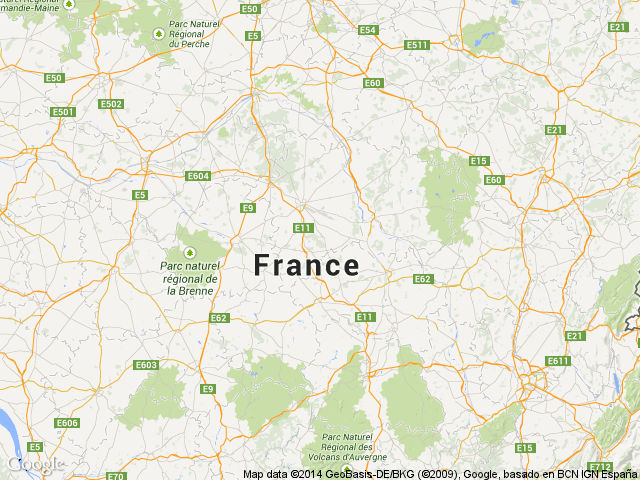 Parc Naturel
Régional
du Perche
Parc Naturel
Régional
rmandie-Maine
E50
E5
E54
E511
E21
E50
E502
E501
E60
E21
E15
E60
E604
E5
E9
E11
France
Parc naturel
régional de
la Brenne
E62
E62
E11
E21
E611
E603
E9
E606
E5
E70
Parc Naturel
Régional des
Volcans d'Auvergne
E15
E712
Google
Map data ©2014 GeoBasis-DE/BKG (©2009), Google, basado en BCN IGN España